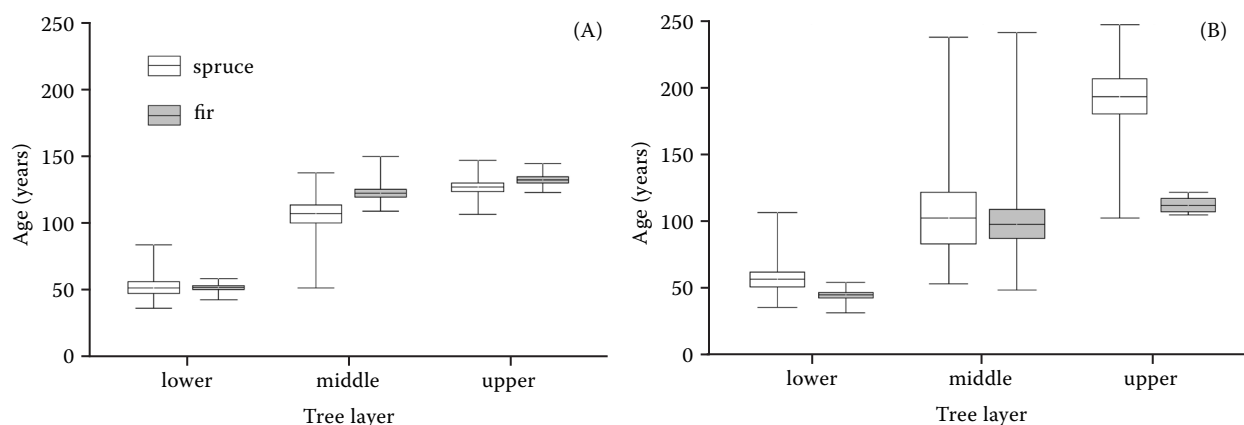 250
200
150
100
50
0
Age (years)
spruce
fir
(A)
lower middle upper
Tree layer
250
200
150
100
50
0
Age (years)
(B)
lower middle upper
Tree layer